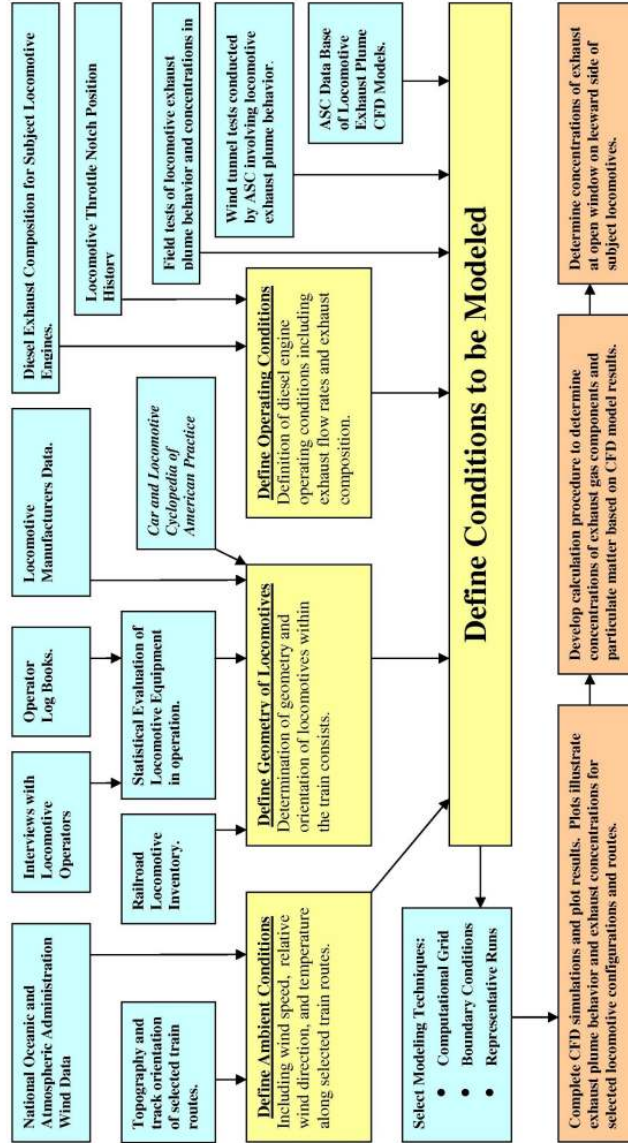 National Oceanic and
Atmospheric Administration
Wind Data
Interviews with
Locomotive
Operators
Operator
Log Books.
Locomotive
Manufacturers Data.
Diesel Exhaust Composition for Subject Locomotive
Engines.
Topography and
track orientation
of selected train
routes.
Railroad
Locomotive
Inventory.
Statistical Evaluation of
Locomotive Equipment
in operation.
Car and Locomotive
Cyclopedia of
American Practice
Locomotive Throttle Notch Position
History
Field tests of locomotive exhaust
plume behavior and concentrations in
Wind tunnel tests conducted
by ASC involving locomotive
exhaust plume behavior.
ASC Data Base
of Locomotive
Exhaust Plume
CFD Models.
Define Ambient Conditions
Including wind speed, relative
wind direction, and temperature
along selected train routes.
Define Geometry of Locomotives
Determination of geometry and
orientation of locomotives within
the train consists.
Define Operating Conditions
Definition of diesel engine
operating conditions including
exhaust flow rates and exhaust
composition.
Define Conditions to be Modeled
Select Modeling Techniques:
• Computational Grid
• Boundary Conditions
• Representative Runs
Complete CFD simulations and plot results. Plots illustrate
exhaust plume behavior and exhaust concentrations for
selected locomotive configurations and routes.
Develop calculation procedure to determine
concentrations of exhaust gas components and
particulate matter based on CFD model results.
Determine concentrations of exhaust
at open window on leeward side of
subject locomotives.